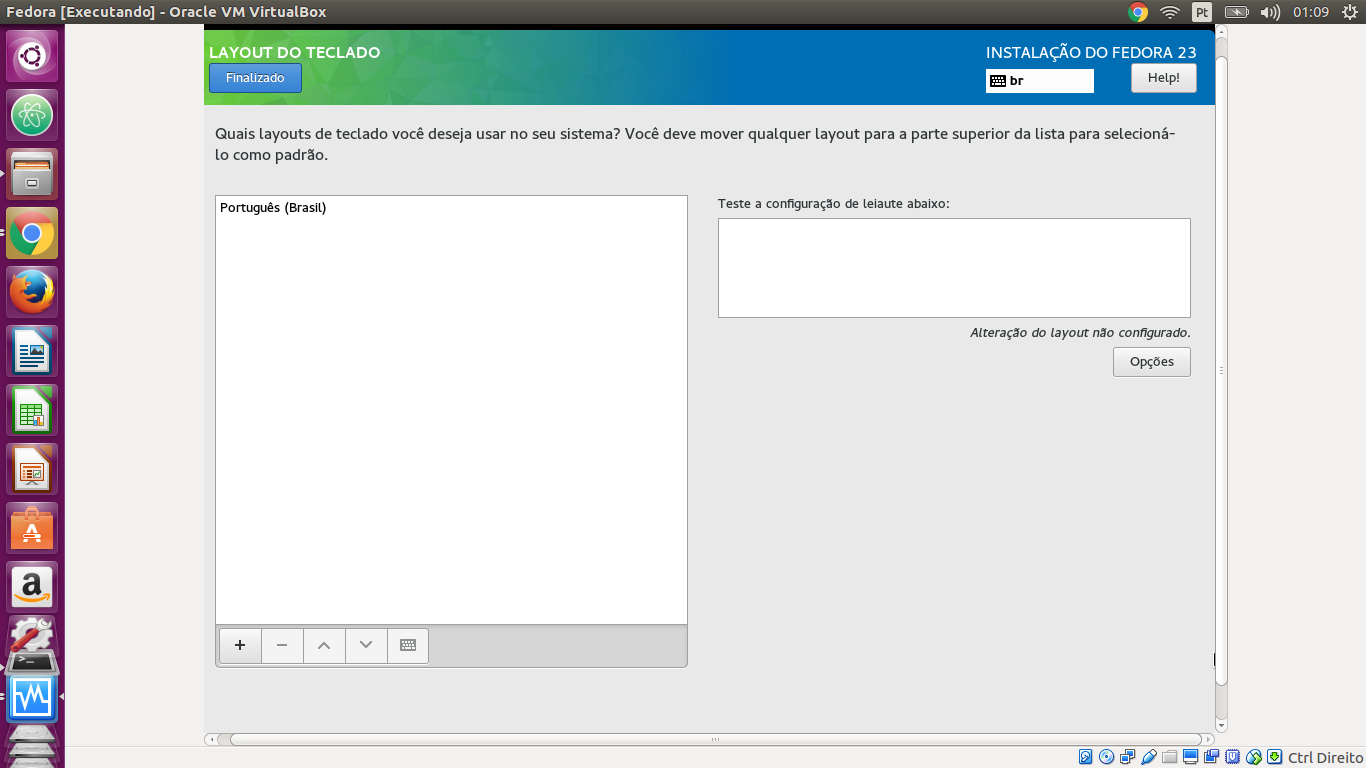 Fedora [Executando] - Oracle VM VirtualBox
Pt
01:09
LAYOUT DO TECLADO
INSTALAÇÃO DO FEDORA 23
Finalizado
br
Help!
Quais layouts de teclado você deseja usar no seu sistema? Você deve mover qualquer layout para a parte superior da lista para selecioná-
lo como padrão.
Português (Brasil)
Teste a configuração de leiaute abaixo:
Alteração do layout não configurado.
Opções
Ctrl Direito